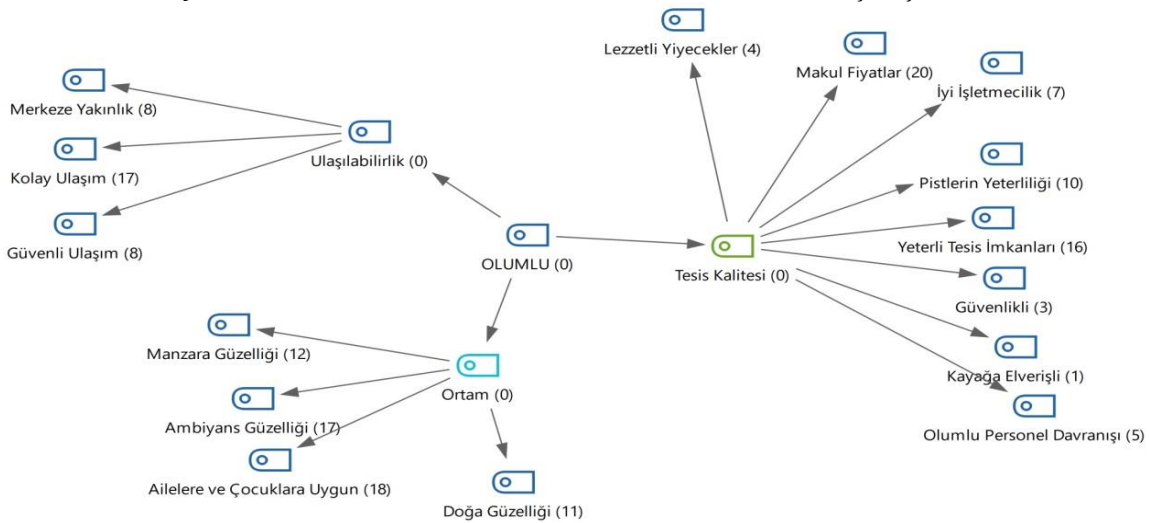 Lezzetli Yiyecekler (4)
Makul Fiyatlar (20)
İyi İşletmecilik (7)
Merkeze Yakınlık (8)
Ulaşılabilirlik (0)
Kolay Ulaşım (17)
Pistlerin Yeterliliği (10)
Güvenli Ulaşım (8)
OLUMLU (0)
Tesis Kalitesi (0)
Yeterli Tesis İmkanları (16)
Güvenlikli (3)
Manzara Güzelliği (12)
Ortam (0)
Kayağa Elverişli (1)
Ambiyans Güzelliği (17)
Olumlu Personel Davranışı (5)
Ailelere ve Çocuklara Uygun (18)
Doğa Güzelliği (11)